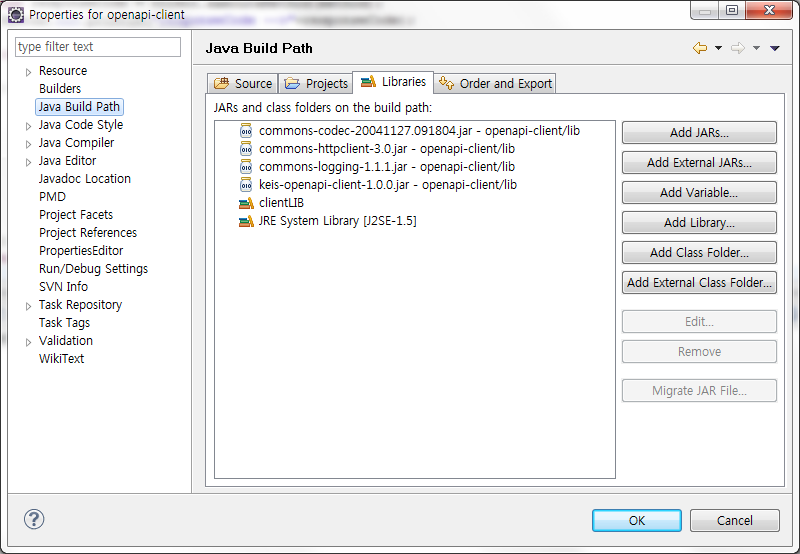 Properties for openapi-client
type filter text
Resource
Builders
Java Build Path
Java Code Style
Java Compiler
Java Editor
Javadoc Location
PMD
Project Facets
Project References
PropertiesEditor
Run/Debug Settings
SVN Info
Task Repository
Task Tags
Validation
WikiText
Java Build Path
Source
Projects
Libraries
Order and Export
JARs and class folders on the build path:
commons-codec-20041127.091804.jar - openapi-client/lib
commons-httpclient-3.0.jar - openapi-client/lib
commons-logging-1.1.1.jar - openapi-client/lib
keis-openapi-client-1.0.0.jar - openapi-client/lib
clientLIB
JRE System Library [J2SE-1.5]
Add JARs...
Add External JARs...
Add Variable...
Add Library...
Add Class Folder...
Add External Class Folder...
Edit...
Remove
Migrate JAR File...
OK
Cancel